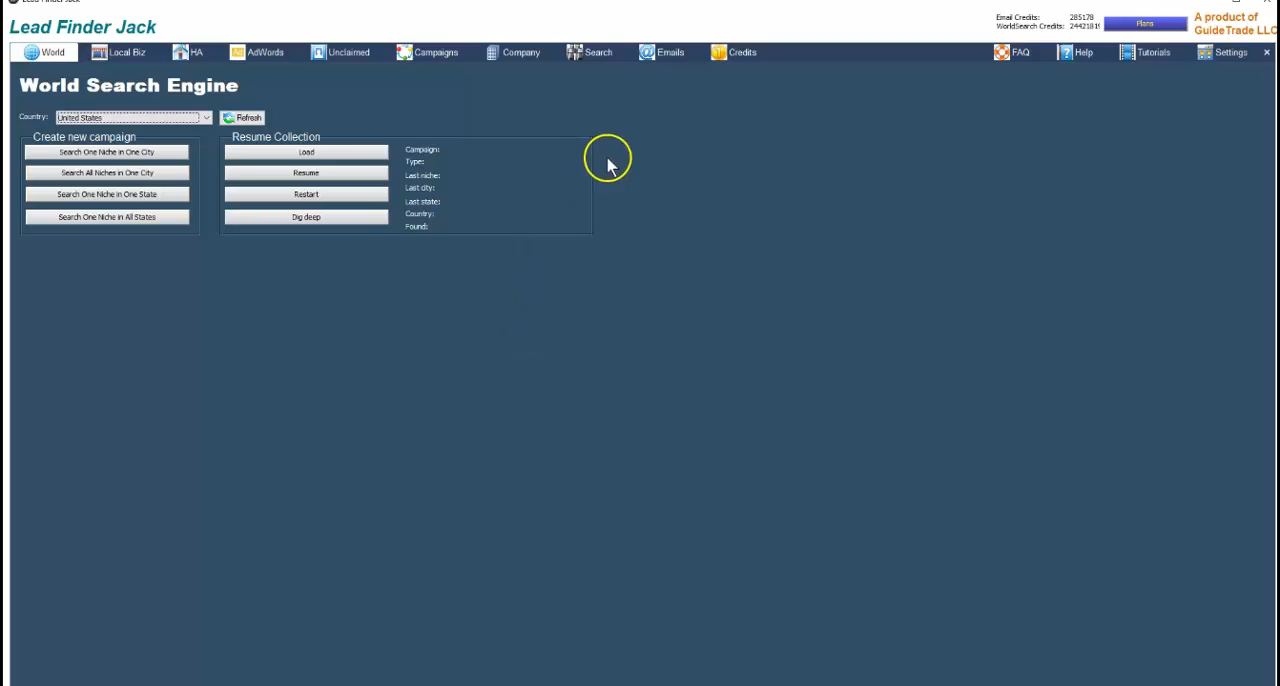 Lead Finder Jack
Email Credits: 285178
WorldSearch Credits: 24421819
Plans
A product of
GuideTrade LLC
World Local Biz HA AdWords Unclaimed Campaigns Company Search Emails Credits FAQ Help Tutorials Settings
World Search Engine
Country: United States Refresh
Create new campaign
Search One Niche in One City
Search All Niches in One City
Search One Niche in One State
Search One Niche in All States
Resume Collection
Load
Resume
Restart
Dig deep
Campaign:
Type:
Last niche:
Last city:
Last state:
Country:
Found: